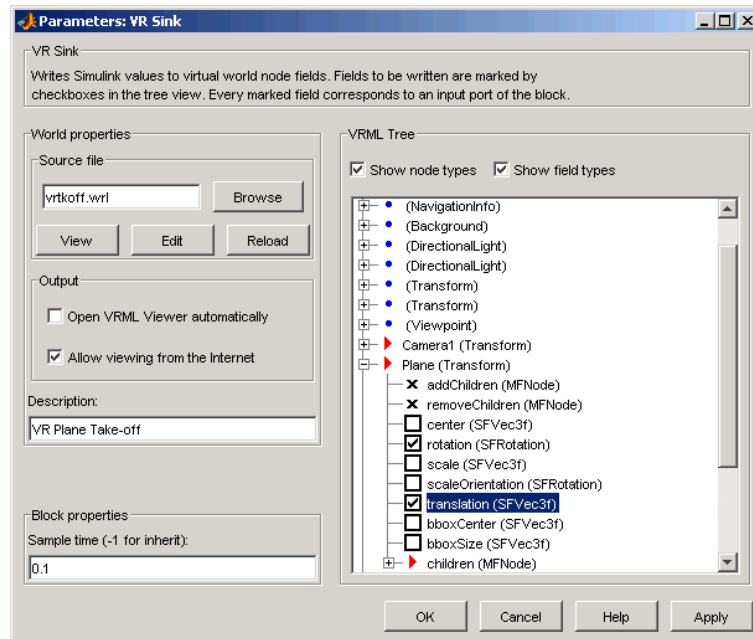 Parameters: VR Sink
VR Sink
Writes Simulink values to virtual world node fields. Fields to be written are marked by
checkboxes in the tree view. Every marked field corresponds to an input port of the block.
World properties
Source file
vrtkoff.wrl
Browse
View
Edit
Reload
Output
Open VRML Viewer automatically
Allow viewing from the Internet
Description:
VR Plane Take-off
Block properties
Sample time (-1 for inherit):
0.1
VRML Tree
Show node types
Show field types
(NavigationInfo)
(Background)
(DirectionalLight)
(DirectionalLight)
(Transform)
(Transform)
(Viewpoint)
Camera1 (Transform)
Plane (Transform)
addChildren (MFNode)
removeChildren (MFNode)
center (SFVec3f)
rotation (SFRotation)
scale (SFVec3f)
scaleOrientation (SFRotation)
translation (SFVec3f)
bboxCenter (SFVec3f)
bboxSize (SFVec3f)
children (MFNode)
OK
Cancel
Help
Apply